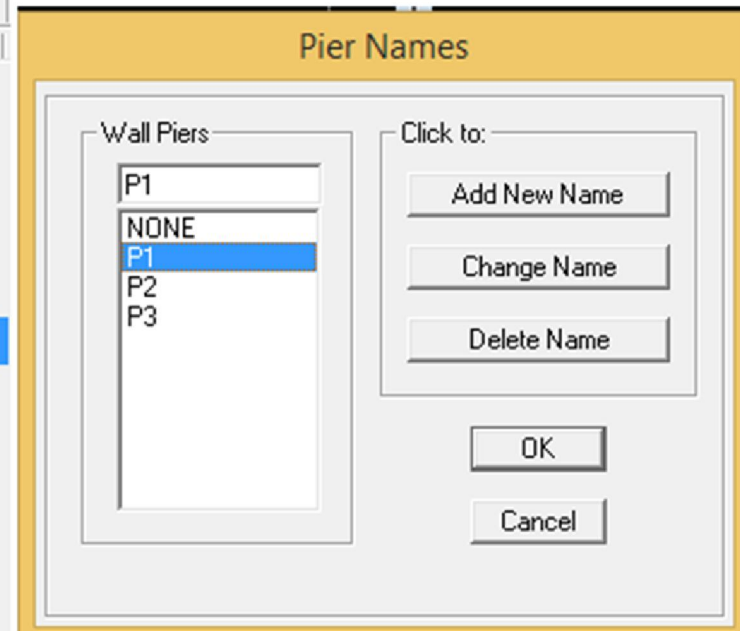 Pier Names
Wall Piers
P1
NONE
P1
P2
P3
Click to:
Add New Name
Change Name
Delete Name
OK
Cancel